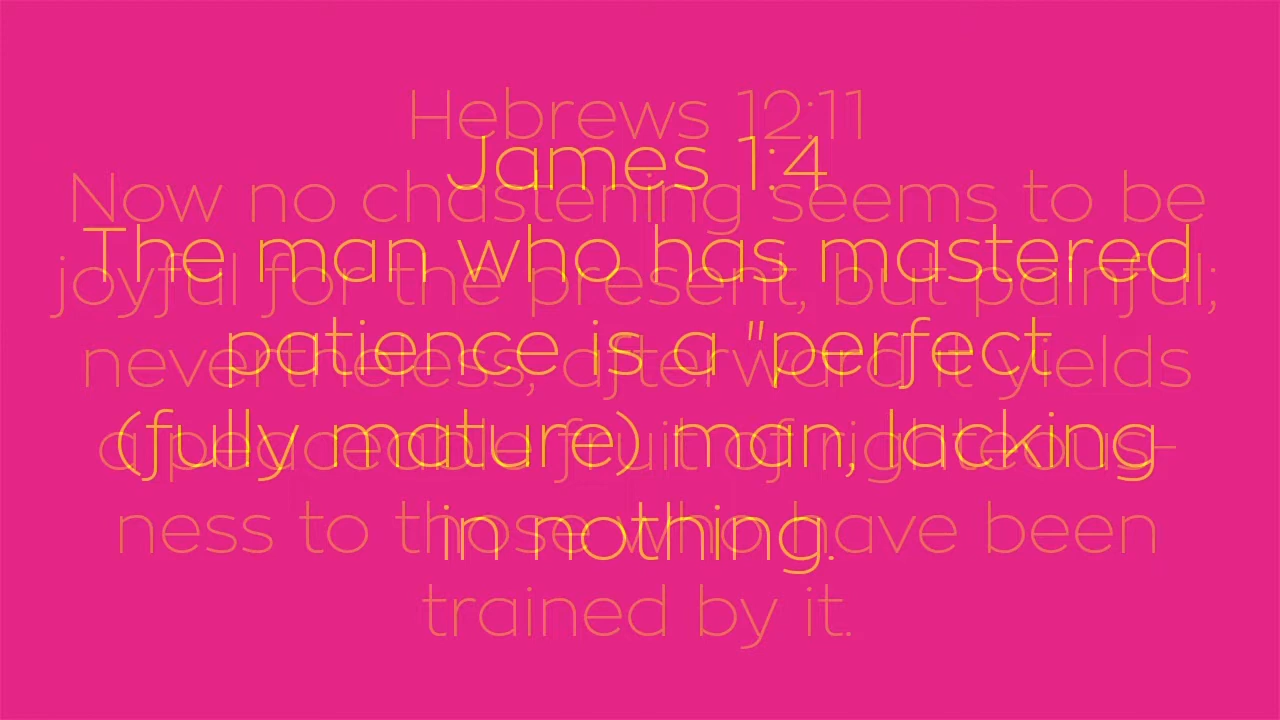 Hebrews 12:11
James 1:4
Now no chastening seems to be
The man who has mastered
joyful for the present, but painful;
patience is a "perfect
nevertheless, afterward it yields
(fully mature) man, lacking
a peaceable fruit of righteous-
in nothing.
ness to those who have been
trained by it.